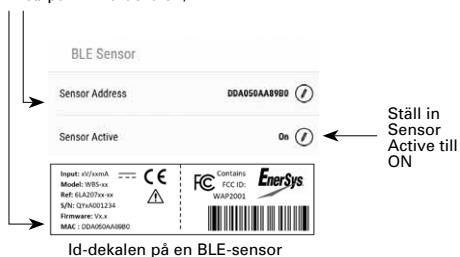 BLE Sensor
Sensor Address DDA050AA89B0
Sensor Active On
Ställ in
Sensor
Active till
ON
Input: xV/xxmA
Model: WBS-xx
Ref: 6LA207xx-xx
S/N: QYxA001234
Firmware: Vx.x
MAC : DDA050AA89B0
CE
FC Contains
FCC ID:
WAP2001
EnerSys
Id-dekalen på en BLE-sensor